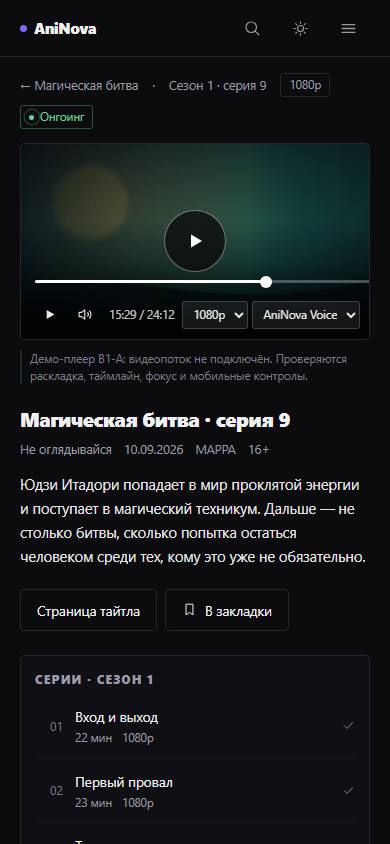 AniNova
← Магическая битва · Сезон 1 · серия 9 1080p
Онгоинг
15:29 / 24:12 1080p AniNova Voice
Демо-плеер B1-A: видеопоток не подключён. Проверяются
раскладка, таймлайн, фокус и мобильные контролы.
Магическая битва · серия 9
Не оглядывайся 10.09.2026 MAPPA 16+
Юдзи Итадори попадает в мир проклятой энергии
и поступает в магический техникум. Дальше — не
столько битвы, сколько попытка остаться
человеком среди тех, кому это уже не обязательно.
Страница тайтла В закладки
СЕРИИ · СЕЗОН 1
01 Вход и выход
22 мин 1080p
02 Первый провал
23 мин 1080p